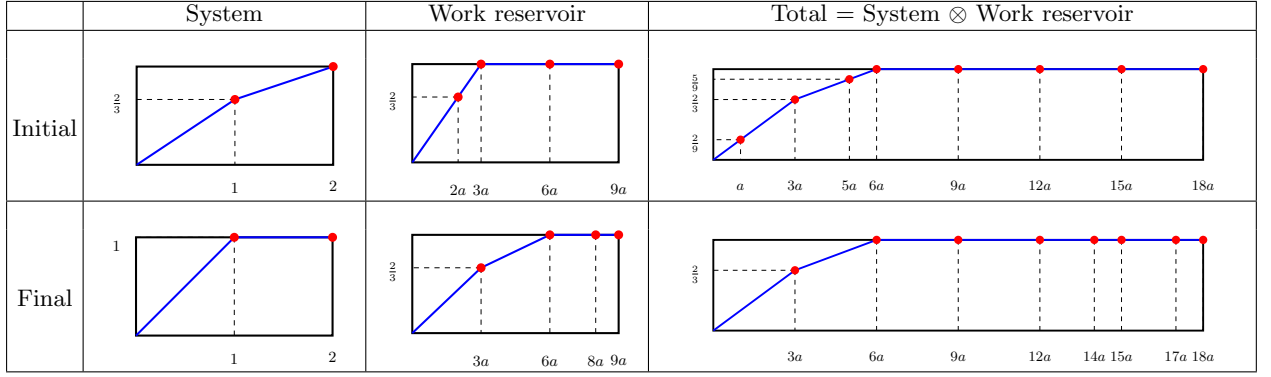 System Work reservoir Total = System ⊗ Work reservoir
Initial
2/3
1 2
2/3
2a 3a 6a 9a
5/9
2/3
2/9
a 3a 5a 6a 9a 12a 15a 18a
Final
1
1 2
2/3
3a 6a 8a 9a
2/3
3a 6a 9a 12a 14a 15a 17a 18a